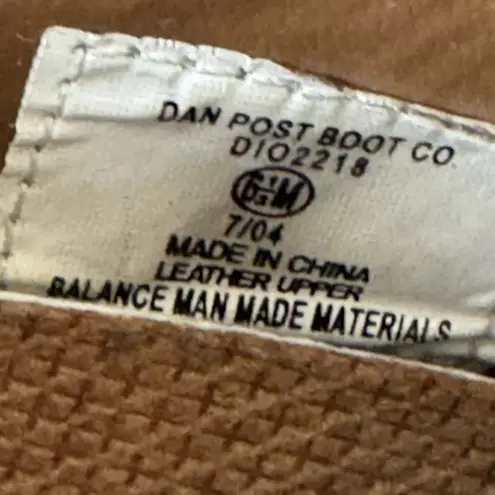 DAN POST BOOT CO.
DIO2218
6½M
7/04
MADE IN CHINA
LEATHER UPPER
BALANCE MAN MADE MATERIALS